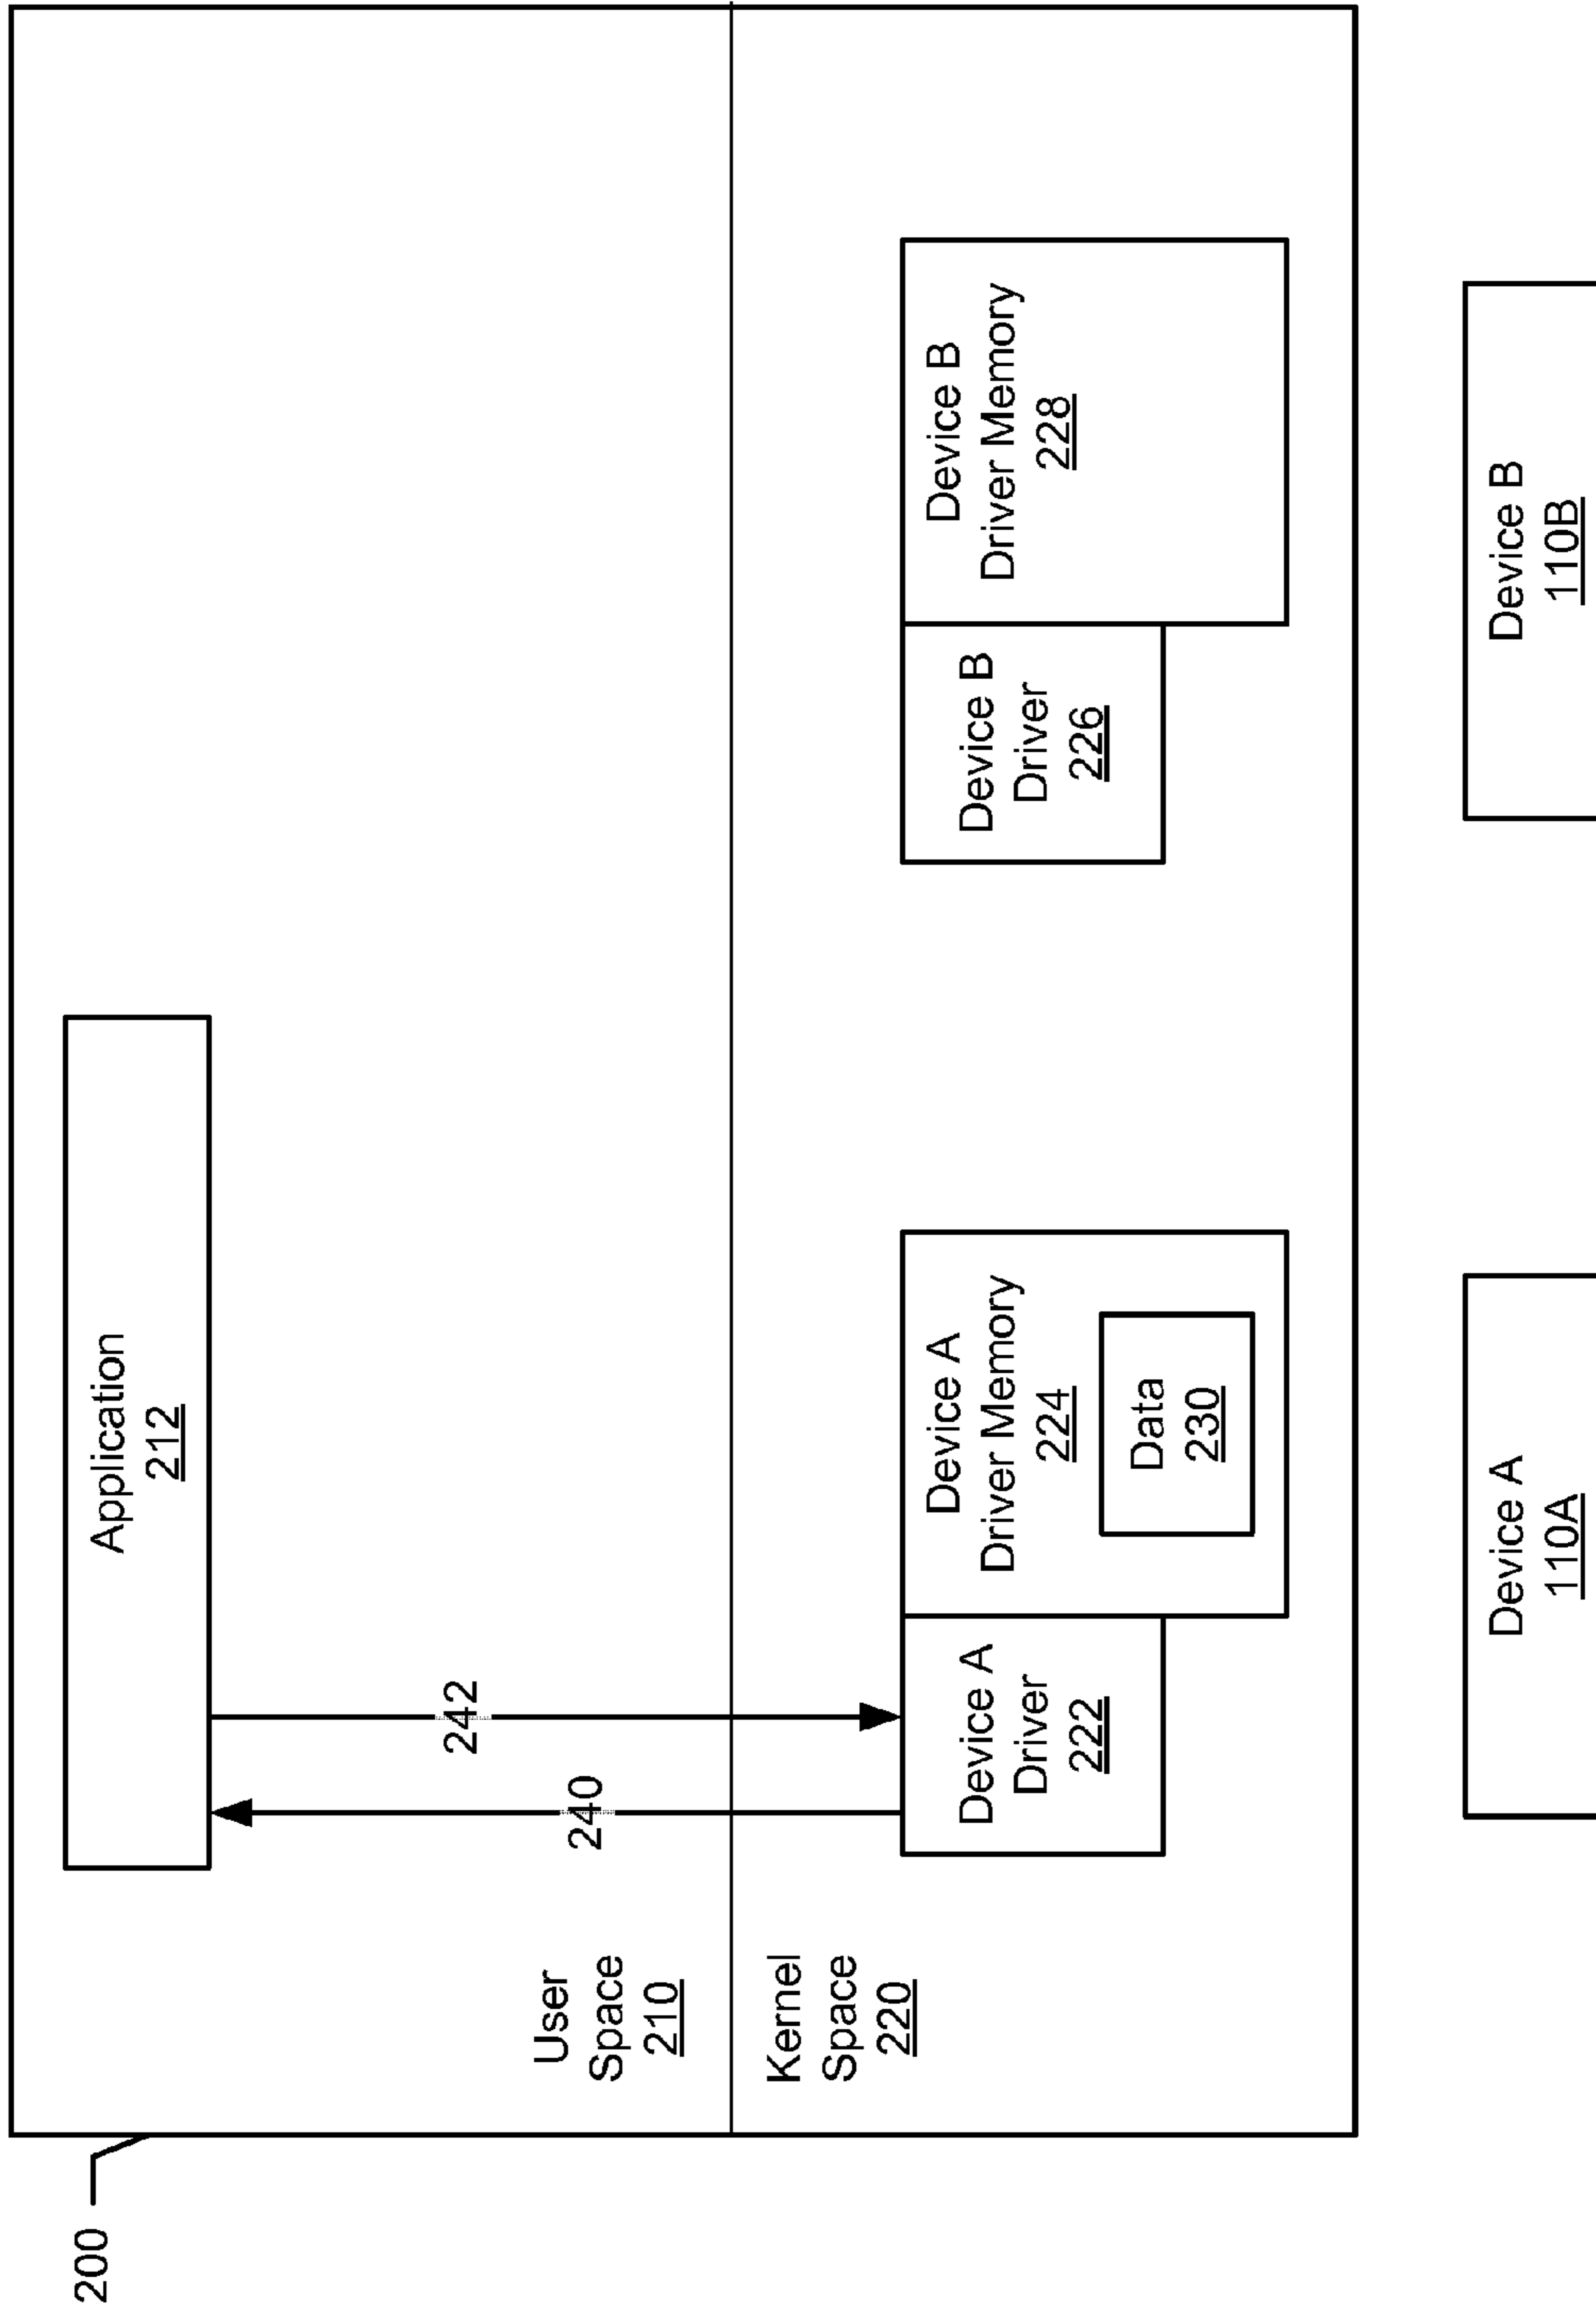 200
Application
212
User
Space
210
240
242
Kernel
Space
220
Device A
Driver
222
Device A
Driver Memory
224
Data
230
Device B
Driver
226
Device B
Driver Memory
228
Device A
110A
Device B
110B